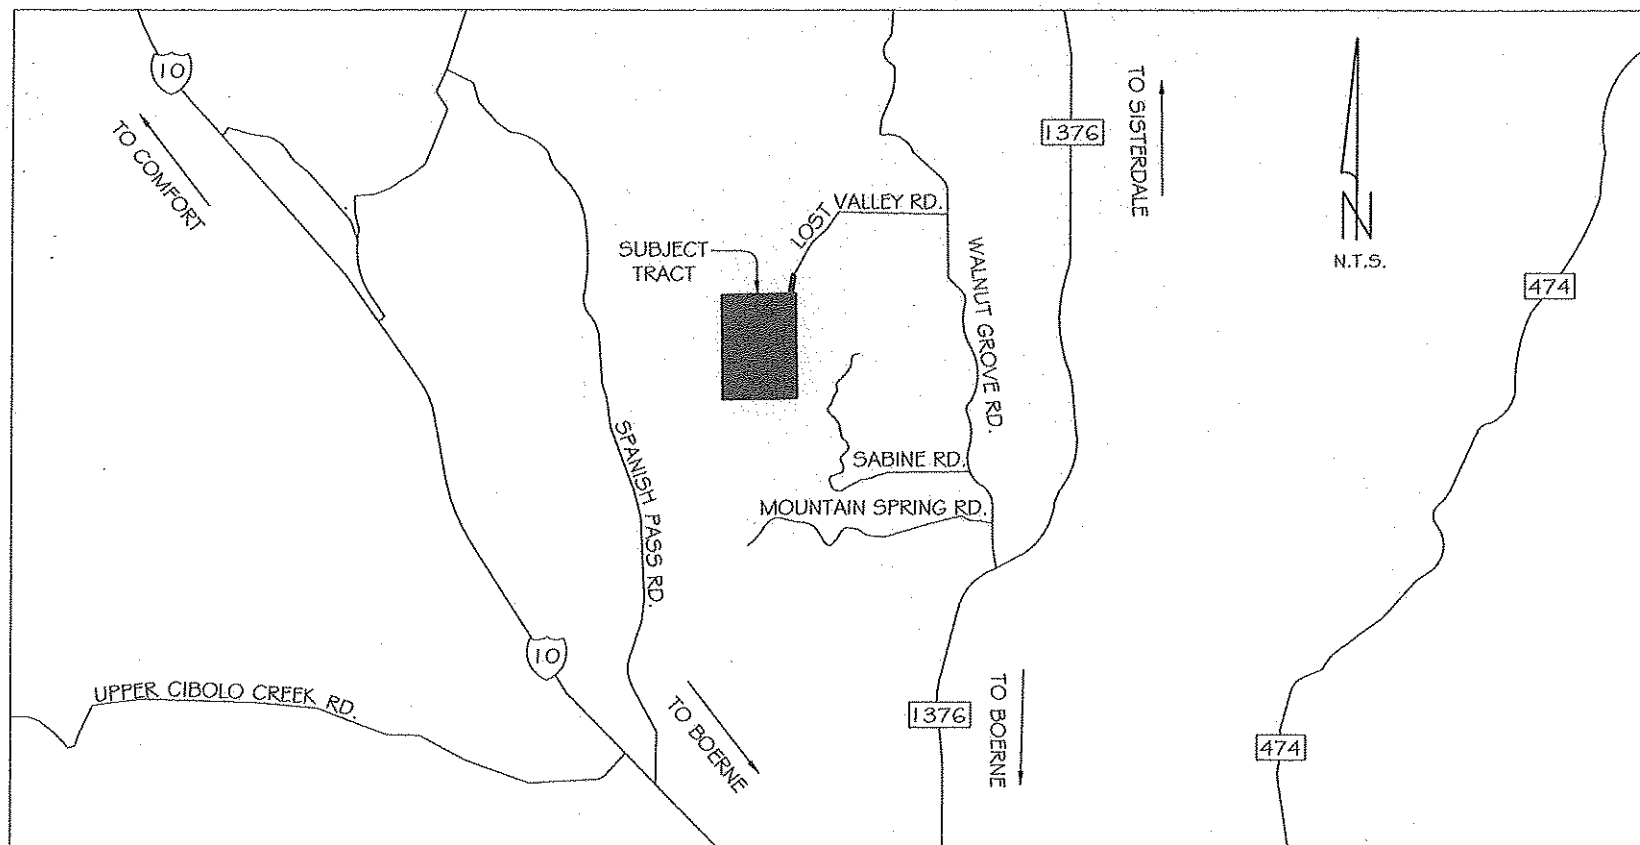 10
TO COMFORT
1376
TO SISTERDALE
N
N.T.S.
LOST VALLEY RD.
SUBJECT
TRACT
WALNUT GROVE RD.
474
SPANISH PASS RD.
SABINE RD.
MOUNTAIN SPRING RD.
10
UPPER CIBOLO CREEK RD.
TO BOERNE
1376
TO BOERNE
474